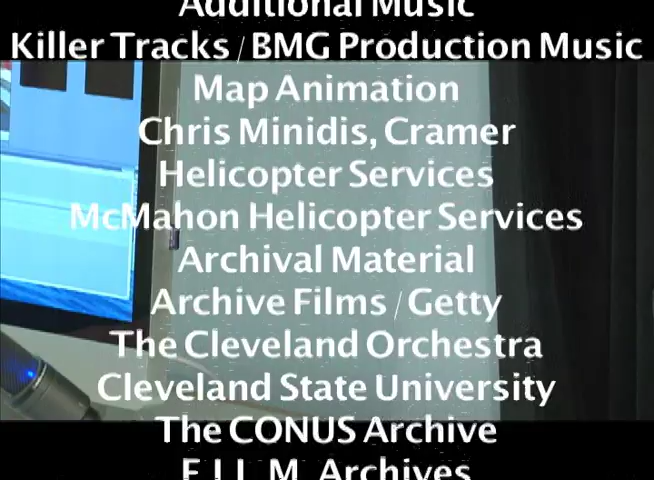 Additional Music
Killer Tracks / BMG Production Music
Map Animation
Chris Minidis, Cramer
Helicopter Services
McMahon Helicopter Services
Archival Material
Archive Films / Getty
The Cleveland Orchestra
Cleveland State University
The CONUS Archive
F.I.L.M. Archives